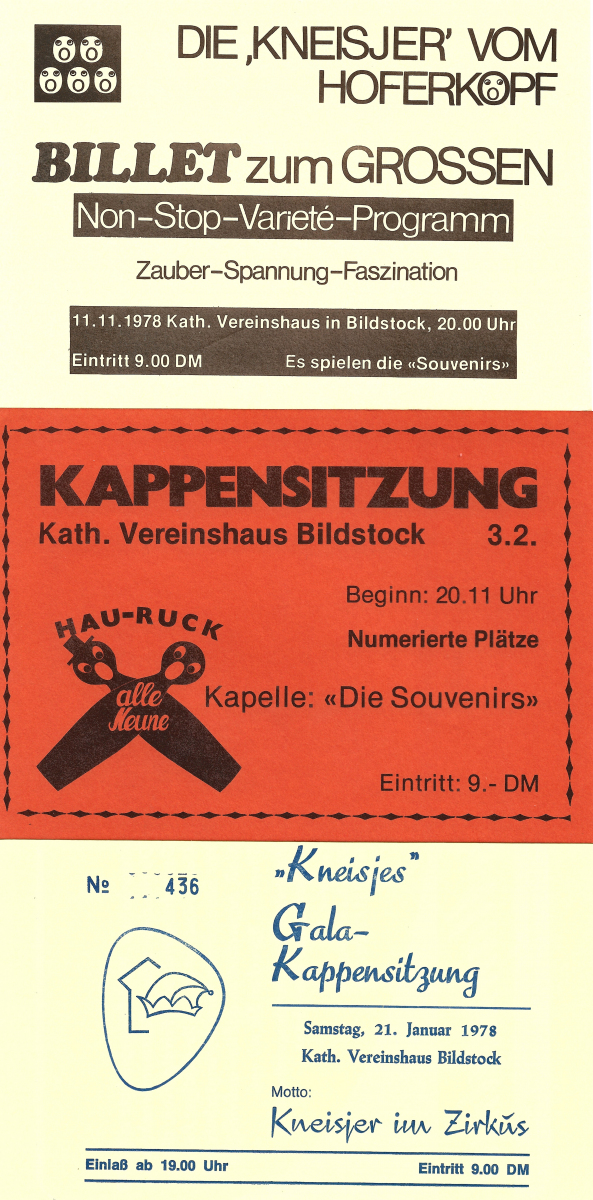 DIE ‚KNEISJER’ VOM
HOFERKOPF
BILLET zum GROSSEN
Non-Stop-Varieté-Programm
Zauber-Spannung-Faszination
11.11.1978 Kath. Vereinshaus in Bildstock, 20.00 Uhr
Eintritt 9.00 DM Es spielen die «Souvenirs»
KAPPENSITZUNG
Kath. Vereinshaus Bildstock 3.2.
Beginn: 20.11 Uhr
Numerierte Plätze
HAU-RUCK
alle
Neune
Kapelle: «Die Souvenirs»
Eintritt: 9.- DM
„Kneisjes”
№ 436
Gala-
Kappensitzung
Samstag, 21. Januar 1978
Kath. Vereinshaus Bildstock
Motto:
Kneisjer im Zirkus
Einlaß ab 19.00 Uhr Eintritt 9.00 DM